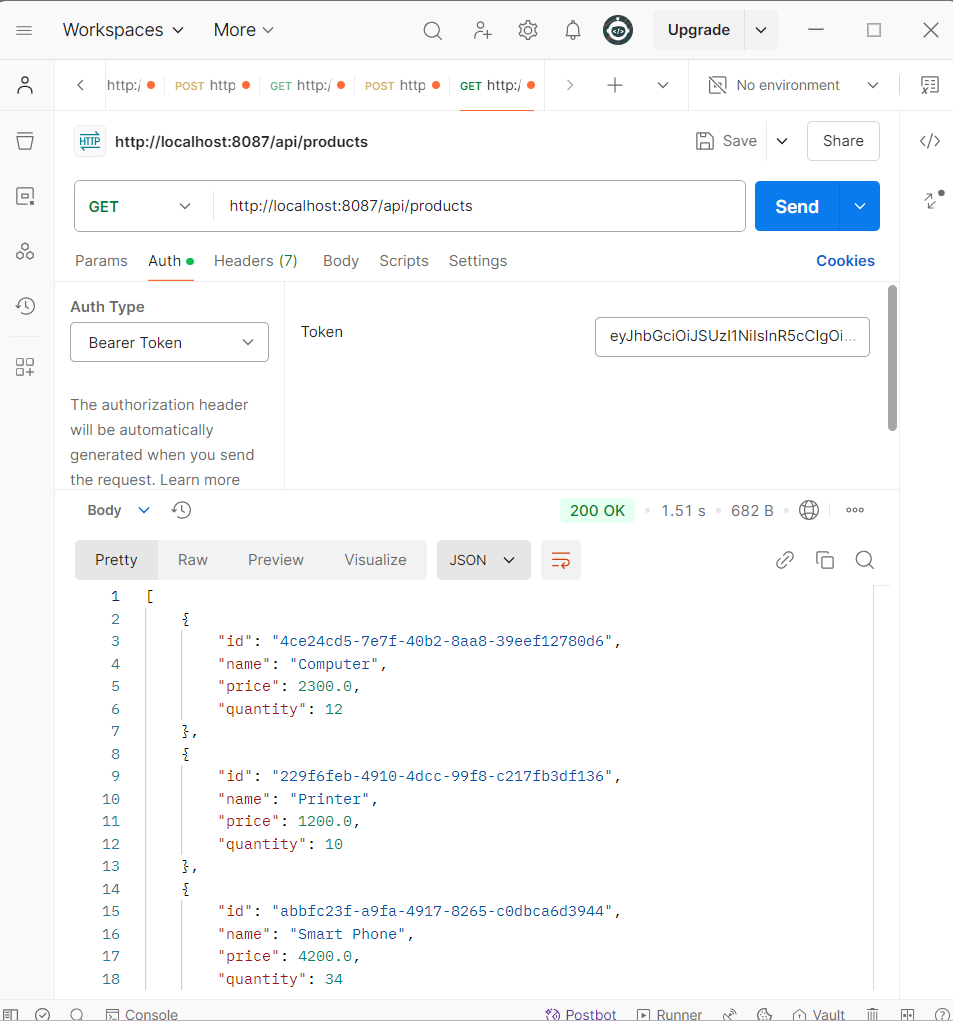 Workspaces More Upgrade
http:/ POST http GET http:/ POST http GET http:/ No environment
HTTP http://localhost:8087/api/products Save Share
GET http://localhost:8087/api/products Send
Params Auth Headers (7) Body Scripts Settings Cookies
Auth Type
Bearer Token
Token eyJhbGciOiJSUzI1NiIsInR5cCIgOi...
The authorization header
will be automatically
generated when you send
the request. Learn more
Body 200 OK 1.51 s 682 B
Pretty Raw Preview Visualize JSON
1 [
2 {
3 "id": "4ce24cd5-7e7f-40b2-8aa8-39eef12780d6",
4 "name": "Computer",
5 "price": 2300.0,
6 "quantity": 12
7 },
8 {
9 "id": "229f6feb-4910-4dcc-99f8-c217fb3df136",
10 "name": "Printer",
11 "price": 1200.0,
12 "quantity": 10
13 },
14 {
15 "id": "abbfc23f-a9fa-4917-8265-c0dbca6d3944",
16 "name": "Smart Phone",
17 "price": 4200.0,
18 "quantity": 34
Console Postbot Runner Vault